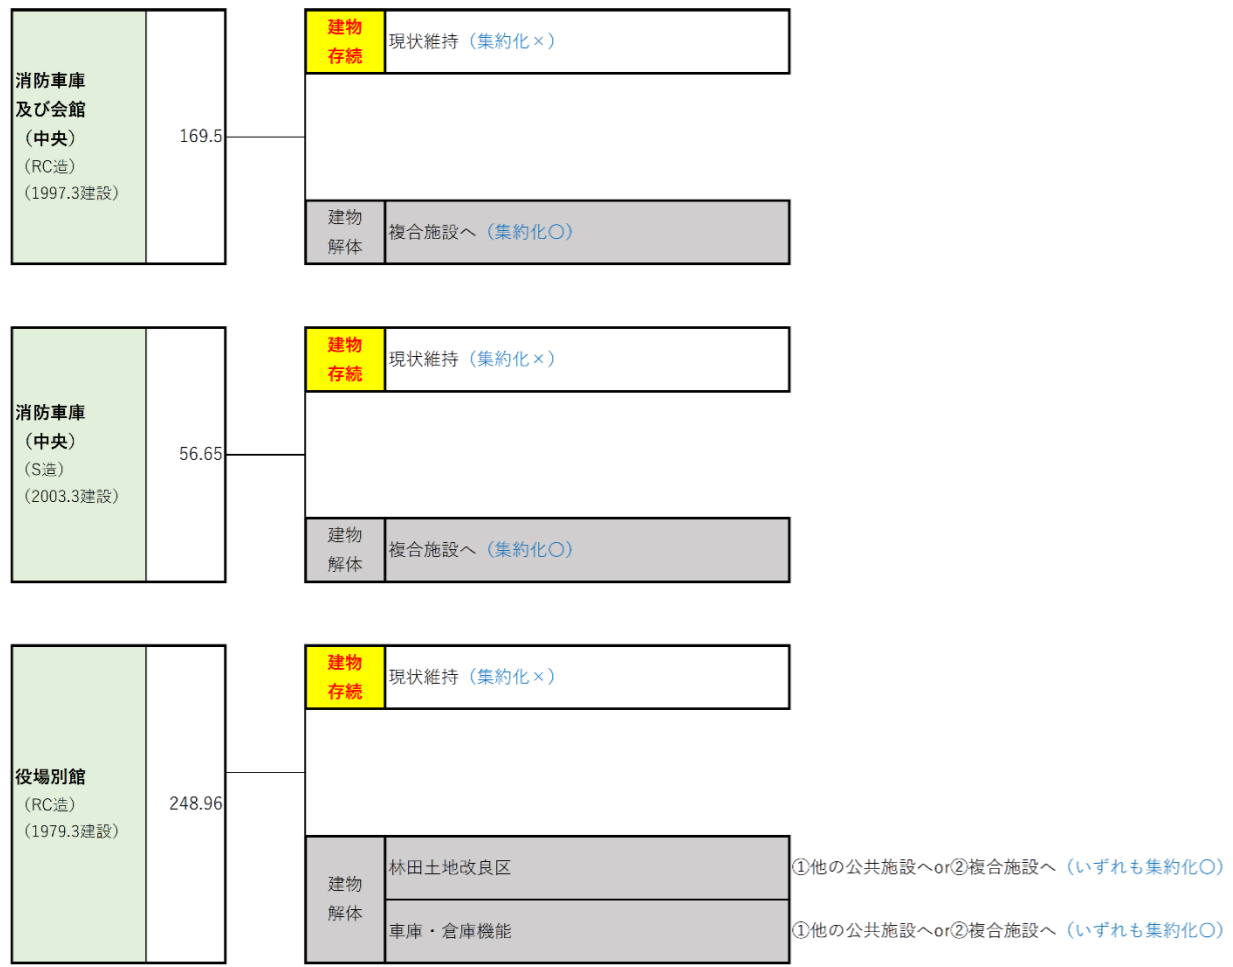 消防車庫
及び会館
（中央）
（RC造）
（1997.3建設）
169.5
建物
存続
現状維持（集約化×）
建物
解体
複合施設へ（集約化〇）
消防車庫
（中央）
（S造）
（2003.3建設）
56.65
建物
存続
現状維持（集約化×）
建物
解体
複合施設へ（集約化〇）
役場別館
（RC造）
（1979.3建設）
248.96
建物
存続
現状維持（集約化×）
建物
解体
林田土地改良区
①他の公共施設へor②複合施設へ（いずれも集約化〇）
車庫・倉庫機能
①他の公共施設へor②複合施設へ（いずれも集約化〇）